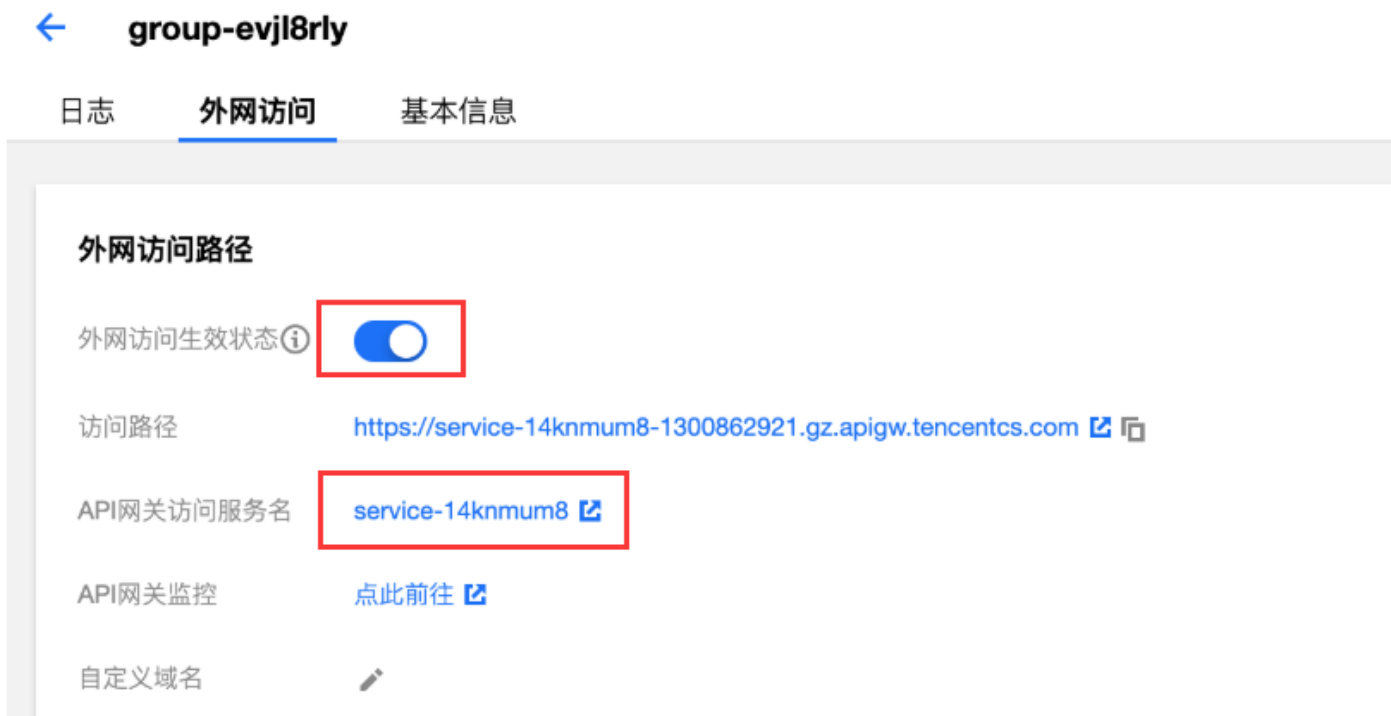 group-evjl8rly
日志 外网访问 基本信息
外网访问路径
外网访问生效状态
访问路径 https://service-14knmum8-1300862921.gz.apigw.tencentcs.com
API网关访问服务名 service-14knmum8
API网关监控 点此前往
自定义域名